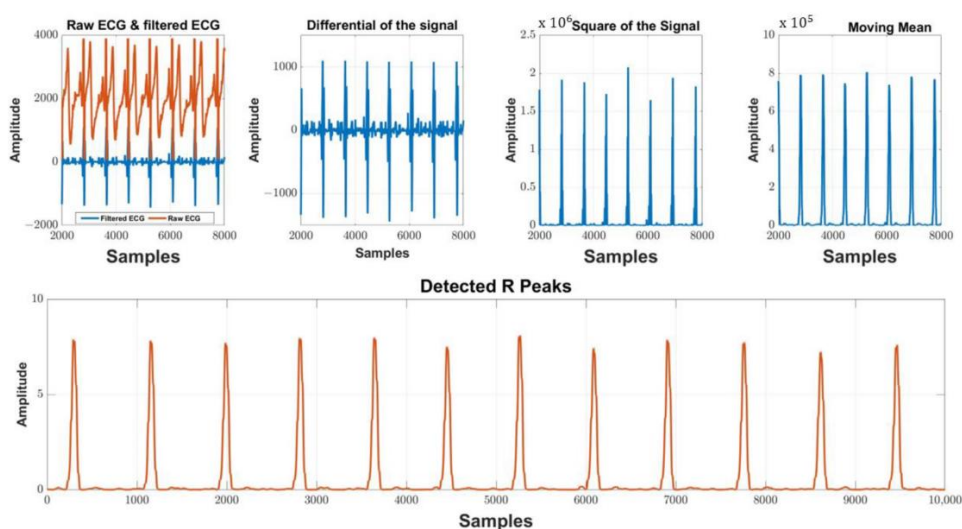 Raw ECG & filtered ECG
4000
2000
0
−2000
Amplitude
Filtered ECG Raw ECG
2000 4000 6000 8000
Samples
Differential of the signal
1000
0
−1000
Amplitude
2000 4000 6000 8000
Samples
x 10⁶ Square of the Signal
2.5
2
1.5
1
0.5
0
Amplitude
2000 4000 6000 8000
Samples
x 10⁵ Moving Mean
10
8
6
4
2
0
Amplitude
2000 4000 6000 8000
Samples
Detected R Peaks
10
5
0
Amplitude
0 1000 2000 3000 4000 5000 6000 7000 8000 9000 10,000
Samples